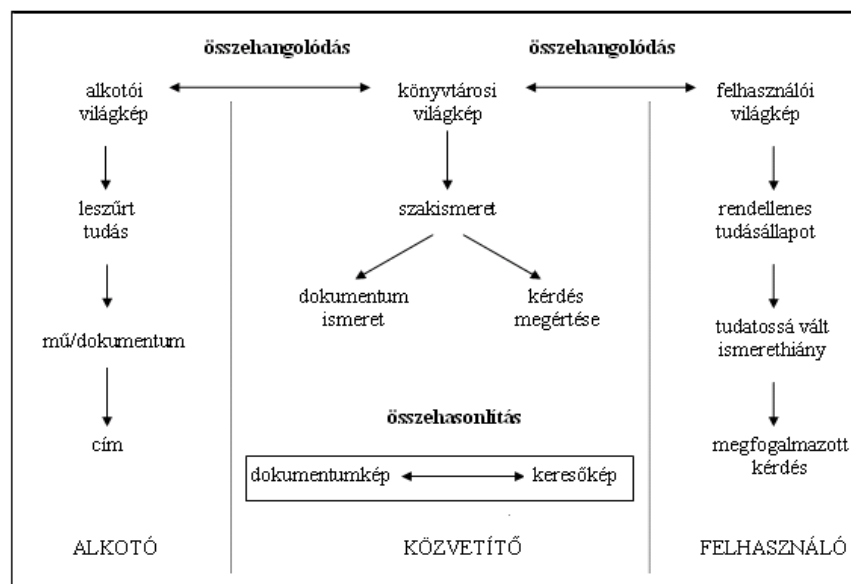 összehangolódás összehangolódás
alkotói könyvtárosi felhasználói
világkép világkép világkép
leszűrt szakismeret rendellenes
tudás tudásállapot
dokumentum kérdés
ismeret megértése
mű/dokumentum tudatossá vált
ismerethiány
összehasonlítás
cím megfogalmazott
kérdés
dokumentumkép keresőkép
ALKOTÓ KÖZVETÍTŐ FELHASZNÁLÓ